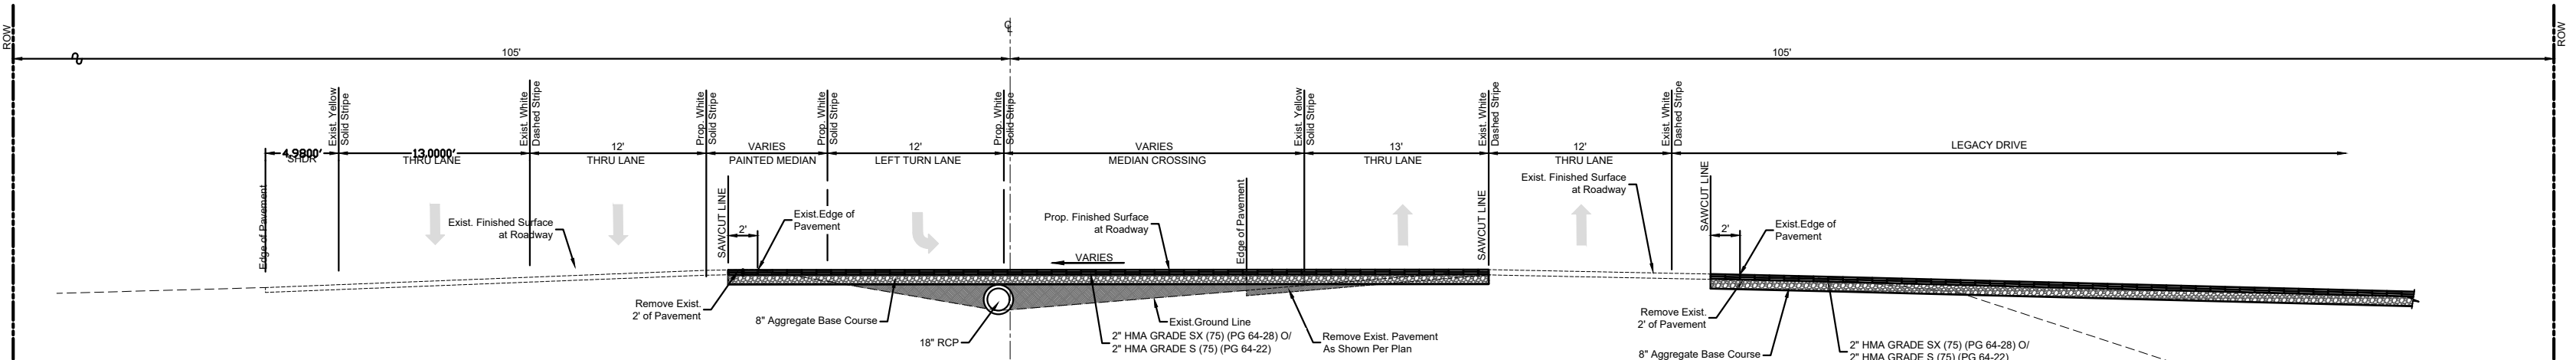 ROW
ROW
℄
105'
105'
Exist. Yellow
Solid Stripe
Exist. White
Dashed Stripe
Prop. White
Solid Stripe
Prop. White
Solid Stripe
Prop. White
Solid Stripe
Exist. Yellow
Solid Stripe
Exist. White
Dashed Stripe
Exist. White
Dashed Stripe
4.9800'
SHDR
13.0000'
THRU LANE
12'
THRU LANE
VARIES
PAINTED MEDIAN
12'
LEFT TURN LANE
VARIES
MEDIAN CROSSING
13'
THRU LANE
12'
THRU LANE
LEGACY DRIVE
Edge of Pavement
Exist. Finished Surface
at Roadway
SAWCUT LINE
2'
Exist.Edge of
Pavement
Prop. Finished Surface
at Roadway
VARIES
Edge of Pavement
SAWCUT LINE
Exist. Finished Surface
at Roadway
SAWCUT LINE
2'
Exist.Edge of
Pavement
Remove Exist.
2' of Pavement
8" Aggregate Base Course
18" RCP
Exist.Ground Line
2" HMA GRADE SX (75) (PG 64-28) O/
2" HMA GRADE S (75) (PG 64-22)
Remove Exist. Pavement
As Shown Per Plan
Remove Exist.
2' of Pavement
8" Aggregate Base Course
2" HMA GRADE SX (75) (PG 64-28) O/
2" HMA GRADE S (75) (PG 64-22)